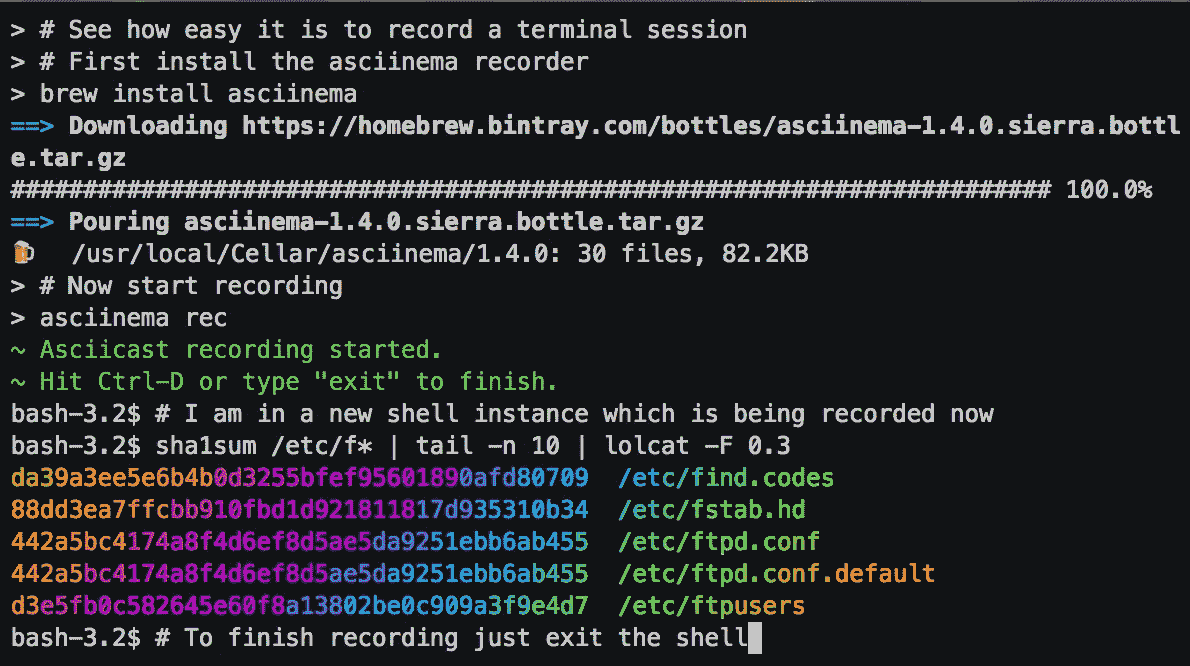 > # See how easy it is to record a terminal session
> # First install the asciinema recorder
> brew install asciinema
==> Downloading https://homebrew.bintray.com/bottles/asciinema-1.4.0.sierra.bottl
e.tar.gz
######################################################################## 100.0%
==> Pouring asciinema-1.4.0.sierra.bottle.tar.gz
🍺  /usr/local/Cellar/asciinema/1.4.0: 30 files, 82.2KB
> # Now start recording
> asciinema rec
~ Asciicast recording started.
~ Hit Ctrl-D or type "exit" to finish.
bash-3.2$ # I am in a new shell instance which is being recorded now
bash-3.2$ sha1sum /etc/f* | tail -n 10 | lolcat -F 0.3
da39a3ee5e6b4b0d3255bfef95601890afd80709  /etc/find.codes
88dd3ea7ffcbb910fbd1d921811817d935310b34  /etc/fstab.hd
442a5bc4174a8f4d6ef8d5ae5da9251ebb6ab455  /etc/ftpd.conf
442a5bc4174a8f4d6ef8d5ae5da9251ebb6ab455  /etc/ftpd.conf.default
d3e5fb0c582645e60f8a13802be0c909a3f9e4d7  /etc/ftpusers
bash-3.2$ # To finish recording just exit the shell